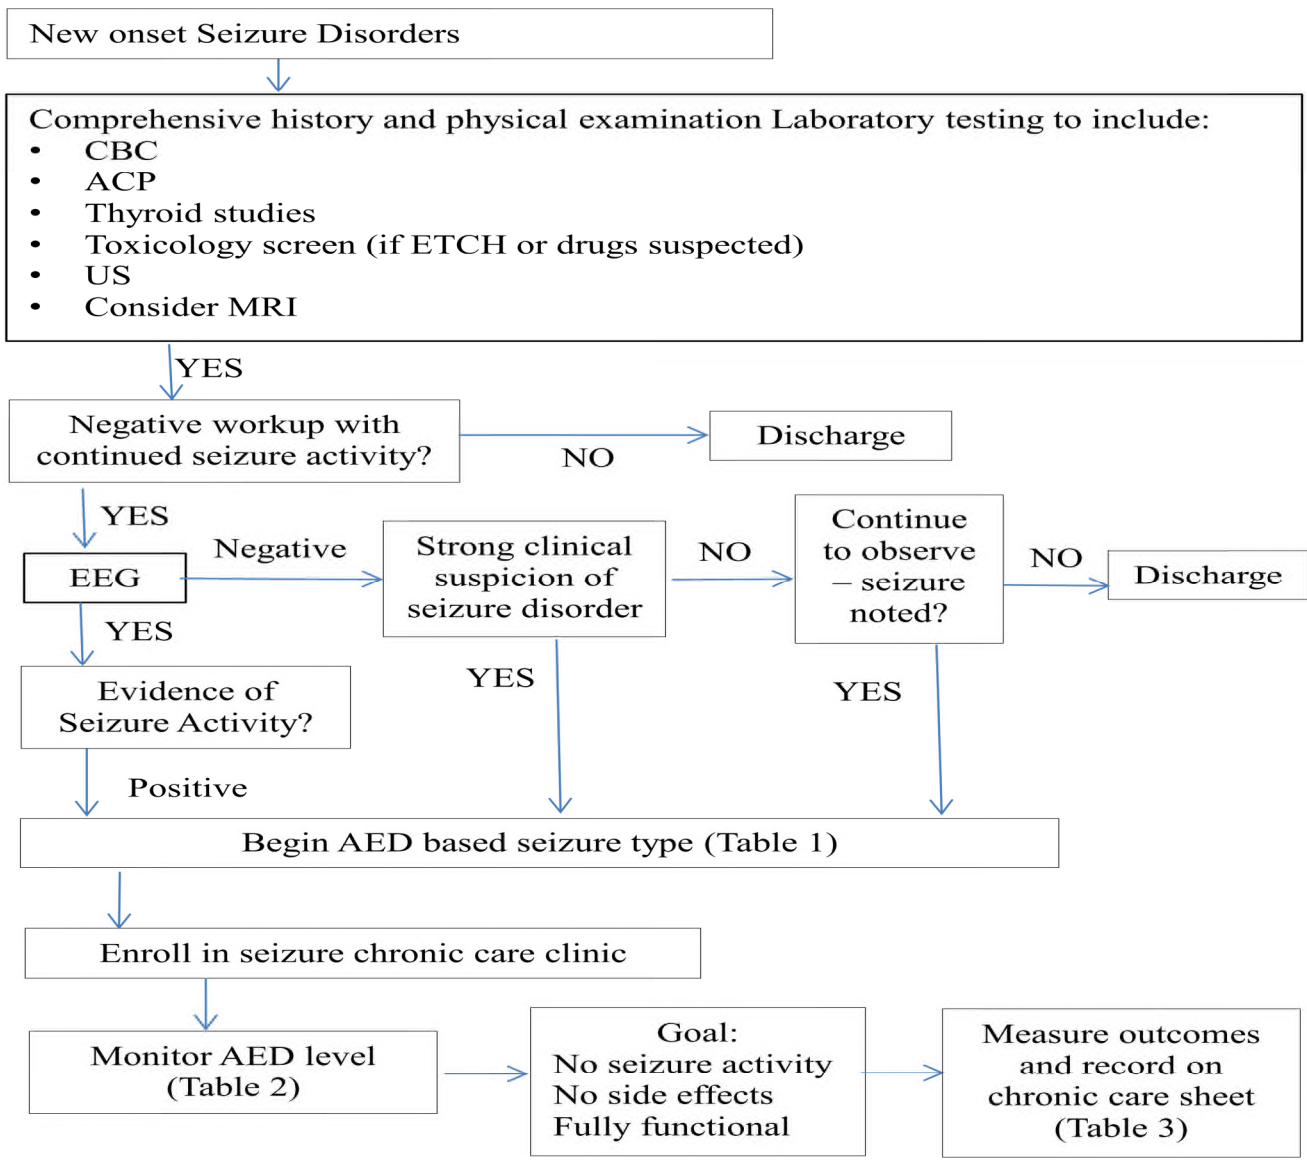 New onset Seizure Disorders
Comprehensive history and physical examination Laboratory testing to include:
• CBC
• ACP
• Thyroid studies
• Toxicology screen (if ETCH or drugs suspected)
• US
• Consider MRI
YES
Negative workup with
continued seizure activity?
NO
Discharge
YES
EEG
Negative
Strong clinical
suspicion of
seizure disorder
NO
Continue
to observe
– seizure
noted?
NO
Discharge
YES
Evidence of
Seizure Activity?
YES
YES
Positive
Begin AED based seizure type (Table 1)
Enroll in seizure chronic care clinic
Monitor AED level
(Table 2)
Goal:
No seizure activity
No side effects
Fully functional
Measure outcomes
and record on
chronic care sheet
(Table 3)